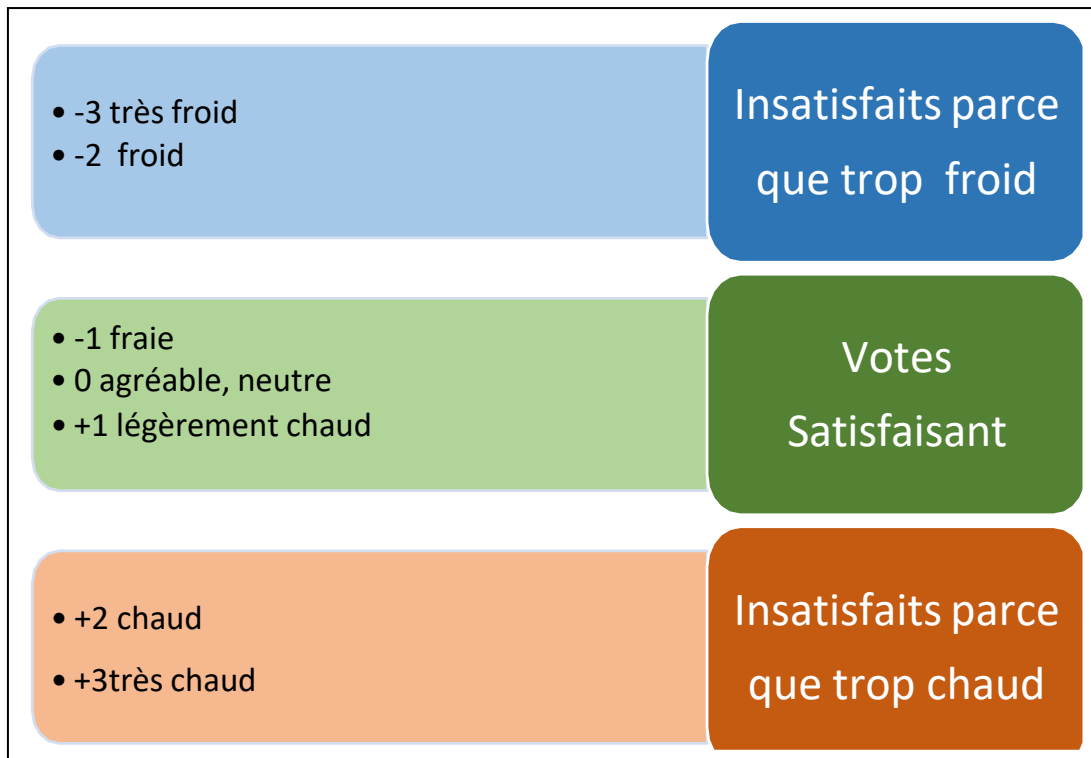 • -3 très froid
• -2  froid
Insatisfaits parce
que trop  froid
• -1 fraie
• 0 agréable, neutre
• +1 légèrement chaud
Votes
Satisfaisant
• +2 chaud
• +3très chaud
Insatisfaits parce
que trop chaud